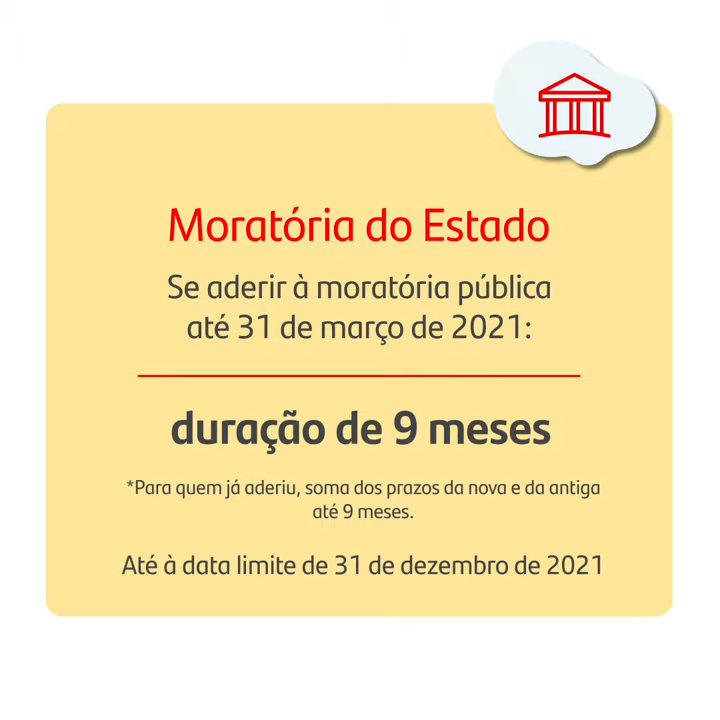 Moratória do Estado
Se aderir à moratória pública
até 31 de março de 2021:
duração de 9 meses
*Para quem já aderiu, soma dos prazos da nova e da antiga
até 9 meses.
Até à data limite de 31 de dezembro de 2021